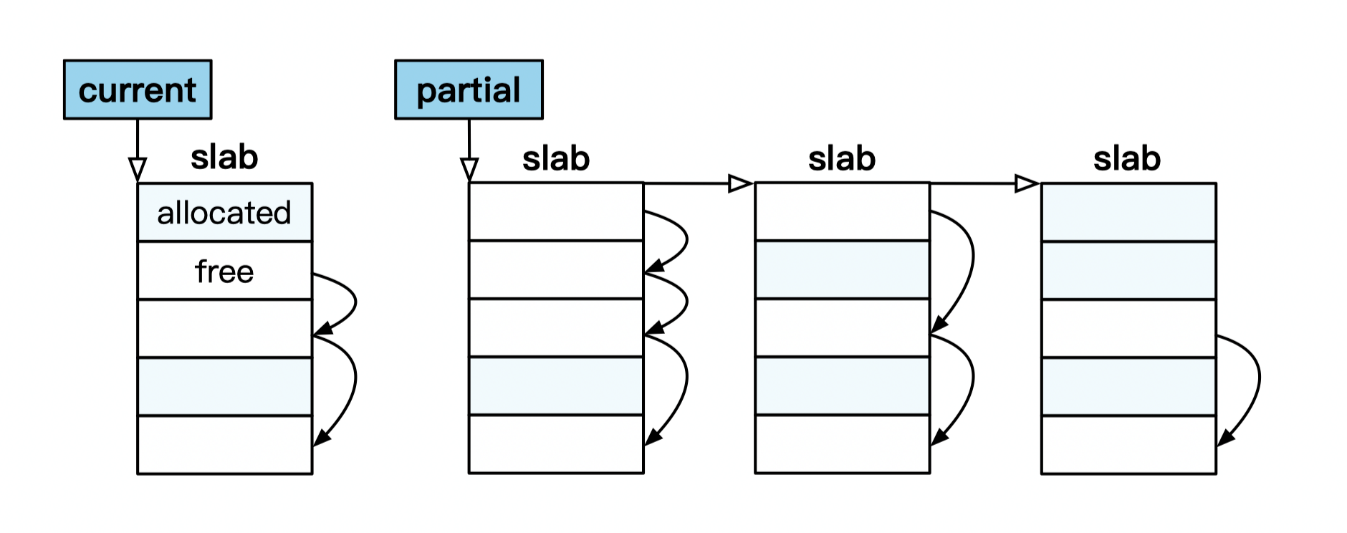 current
partial
slab
slab
slab
slab
allocated
free